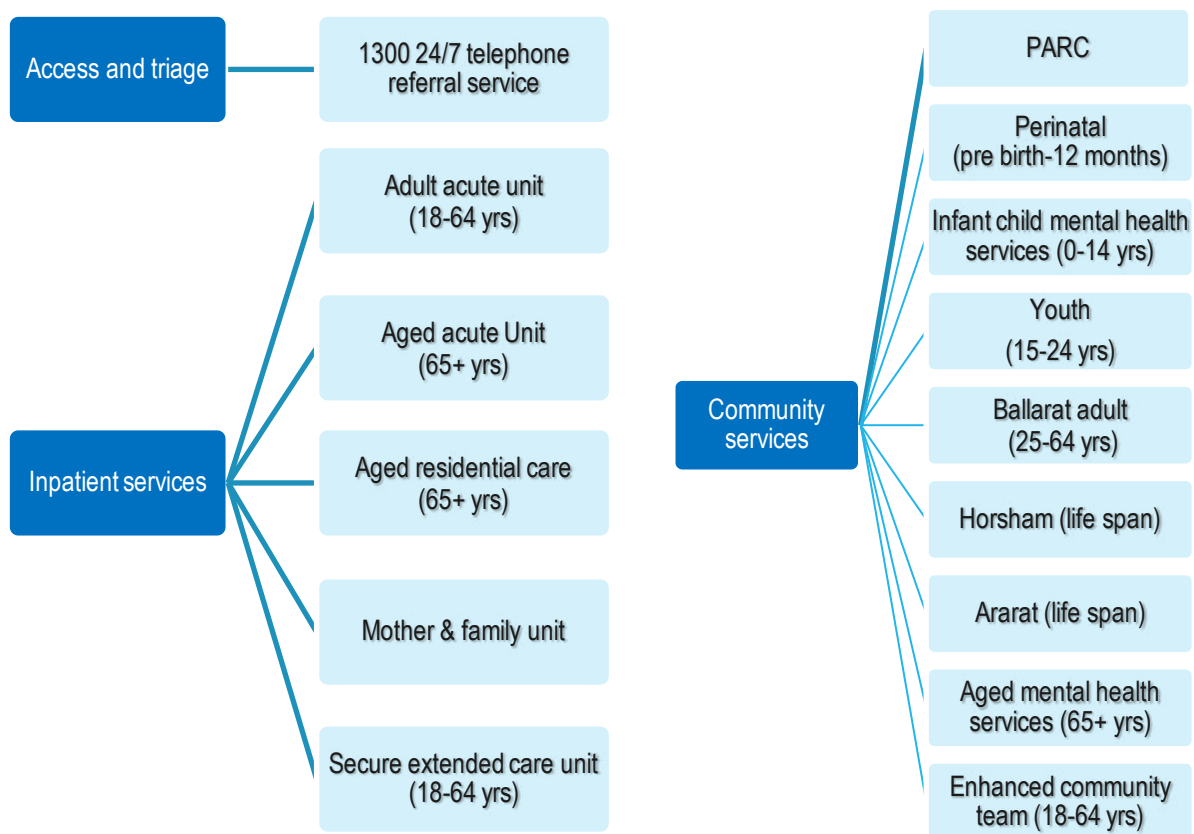 Access and triage
1300 24/7 telephone
referral service
Inpatient services
Adult acute unit
(18-64 yrs)
Aged acute Unit
(65+ yrs)
Aged residential care
(65+ yrs)
Mother & family unit
Secure extended care unit
(18-64 yrs)
Community
services
PARC
Perinatal
(pre birth-12 months)
Infant child mental health
services (0-14 yrs)
Youth
(15-24 yrs)
Ballarat adult
(25-64 yrs)
Horsham (life span)
Ararat (life span)
Aged mental health
services (65+ yrs)
Enhanced community
team (18-64 yrs)